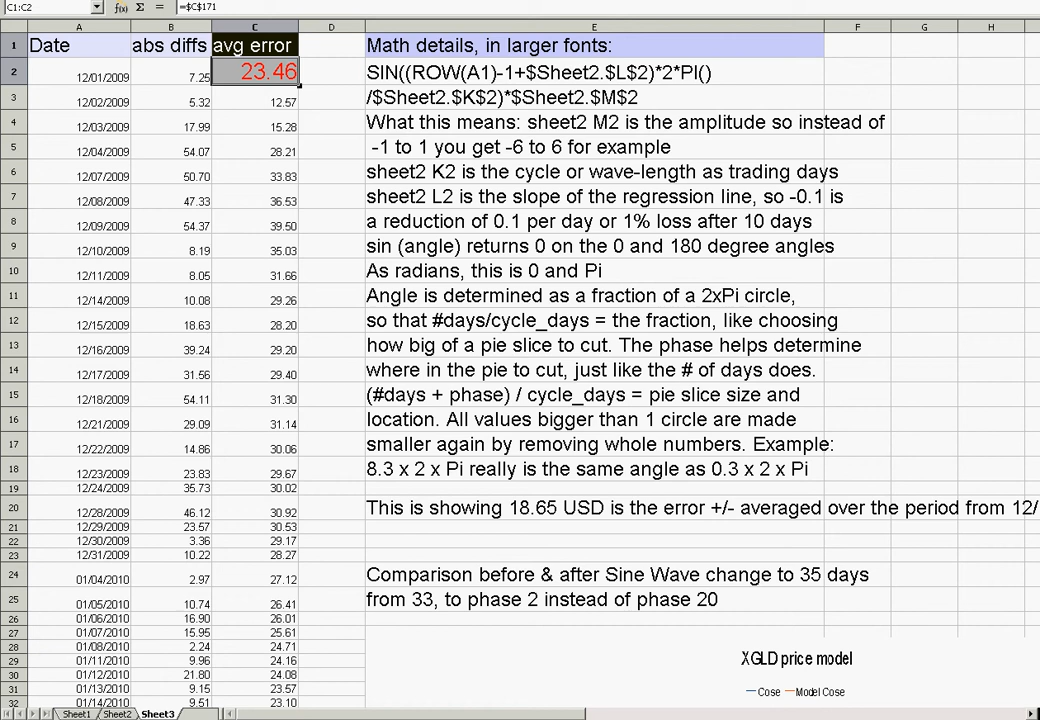 C1:C2 =$C$171
A B C D E F G H
1 Date abs diffs avg error Math details, in larger fonts:
2 12/01/2009 7.25 23.46 SIN((ROW(A1)-1+$Sheet2.$L$2)*2*PI()
3 12/02/2009 5.32 12.57 /$Sheet2.$K$2)*$Sheet2.$M$2
4 12/03/2009 17.99 15.28 What this means: sheet2 M2 is the amplitude so instead of
5 12/04/2009 54.07 28.21 -1 to 1 you get -6 to 6 for example
6 12/07/2009 50.70 33.83 sheet2 K2 is the cycle or wave-length as trading days
7 12/08/2009 47.33 36.53 sheet2 L2 is the slope of the regression line, so -0.1 is
8 12/09/2009 54.37 39.50 a reduction of 0.1 per day or 1% loss after 10 days
9 12/10/2009 8.19 35.03 sin (angle) returns 0 on the 0 and 180 degree angles
10 12/11/2009 8.05 31.66 As radians, this is 0 and Pi
11 12/14/2009 10.08 29.26 Angle is determined as a fraction of a 2xPi circle,
12 12/15/2009 18.63 28.20 so that #days/cycle_days = the fraction, like choosing
13 12/16/2009 39.24 29.20 how big of a pie slice to cut. The phase helps determine
14 12/17/2009 31.56 29.40 where in the pie to cut, just like the # of days does.
15 12/18/2009 54.11 31.30 (#days + phase) / cycle_days = pie slice size and
16 12/21/2009 29.09 31.14 location. All values bigger than 1 circle are made
17 12/22/2009 14.86 30.06 smaller again by removing whole numbers. Example:
18 12/23/2009 23.83 29.67 8.3 x 2 x Pi really is the same angle as 0.3 x 2 x Pi
19 12/24/2009 35.73 30.02
20 12/28/2009 46.12 30.92 This is showing 18.65 USD is the error +/- averaged over the period from 12/
21 12/29/2009 23.57 30.53
22 12/30/2009 3.36 29.17
23 12/31/2009 10.22 28.27
24 01/04/2010 2.97 27.12 Comparison before & after Sine Wave change to 35 days
25 01/05/2010 10.74 26.41 from 33, to phase 2 instead of phase 20
26 01/06/2010 16.90 26.01
27 01/07/2010 15.95 25.61
28 01/08/2010 2.24 24.71
29 01/11/2010 9.96 24.16 XGLD price model
30 01/12/2010 21.80 24.08
31 01/13/2010 9.15 23.57 Cose Model Cose
32 01/14/2010 9.51 23.10
Sheet1 Sheet2 Sheet3